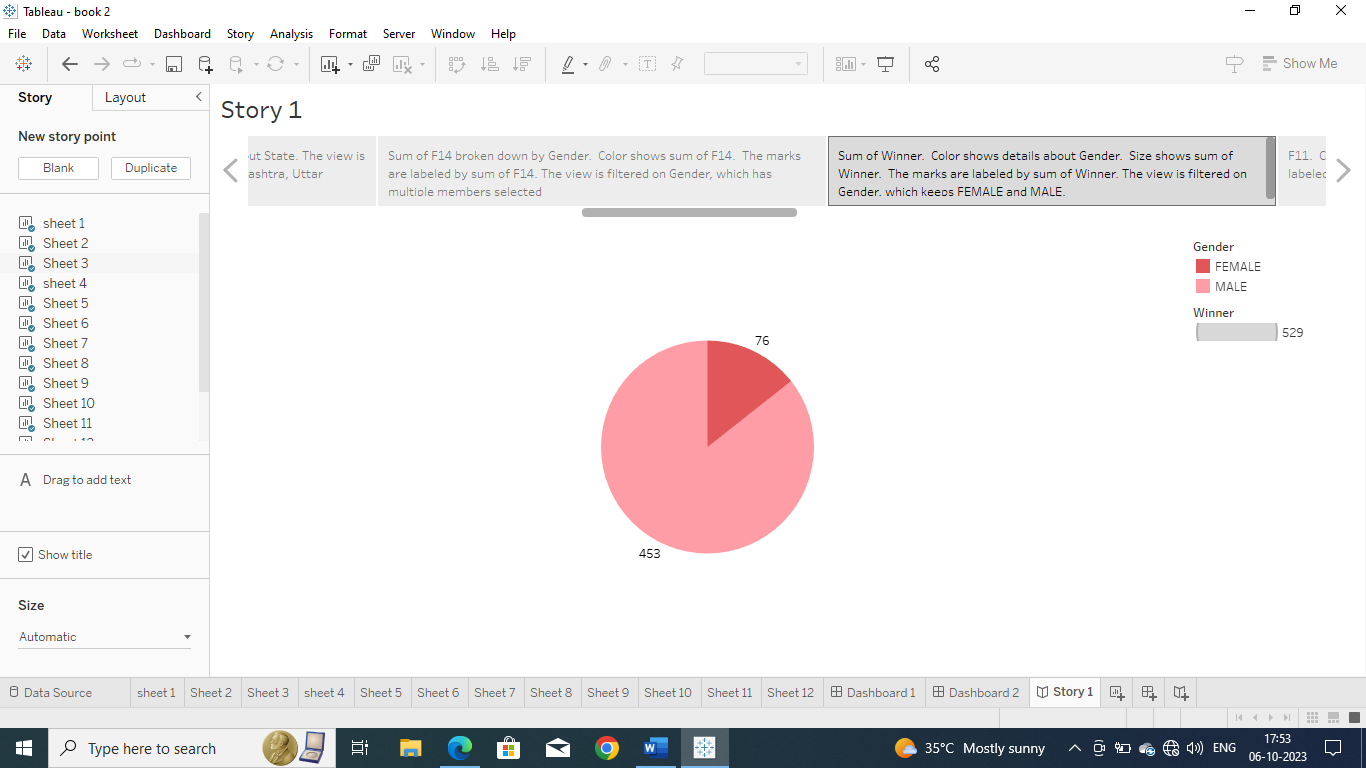 Tableau - book 2
File Data Worksheet Dashboard Story Analysis Format Server Window Help
Show Me
Story Layout
New story point
Blank Duplicate
sheet 1
Sheet 2
Sheet 3
sheet 4
Sheet 5
Sheet 6
Sheet 7
Sheet 8
Sheet 9
Sheet 10
Sheet 11
A Drag to add text
Show title
Size
Automatic
Story 1
ut State. The view is
ashtra, Uttar
Sum of F14 broken down by Gender. Color shows sum of F14. The marks
are labeled by sum of F14. The view is filtered on Gender, which has
multiple members selected
Sum of Winner. Color shows details about Gender. Size shows sum of
Winner. The marks are labeled by sum of Winner. The view is filtered on
Gender, which keeps FEMALE and MALE.
F11. C
labeled
Gender
FEMALE
MALE
Winner
529
76
453
Data Source sheet 1 Sheet 2 Sheet 3 sheet 4 Sheet 5 Sheet 6 Sheet 7 Sheet 8 Sheet 9 Sheet 10 Sheet 11 Sheet 12 Dashboard 1 Dashboard 2 Story 1
Type here to search
35°C Mostly sunny
ENG
17:53
06-10-2023